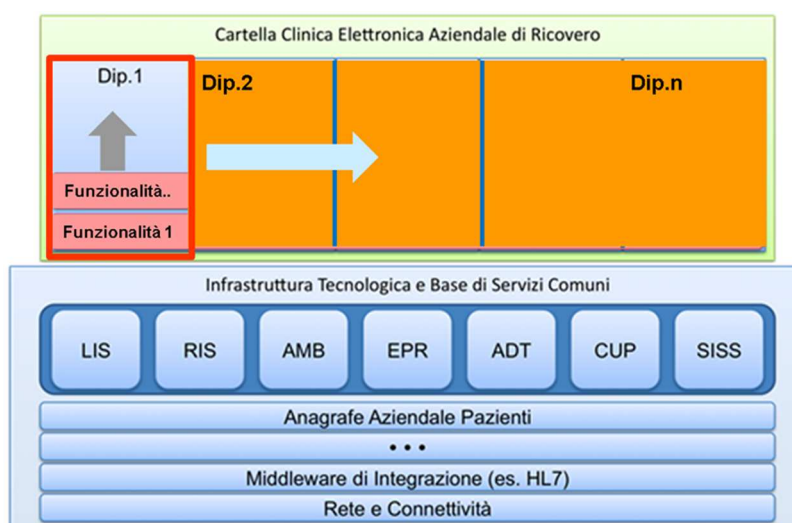 Cartella Clinica Elettronica Aziendale di Ricovero
Dip.1
Dip.2
Dip.n
Funzionalità..
Funzionalità 1
Infrastruttura Tecnologica e Base di Servizi Comuni
LIS
RIS
AMB
EPR
ADT
CUP
SISS
Anagrafe Aziendale Pazienti
• • •
Middleware di Integrazione (es. HL7)
Rete e Connettività